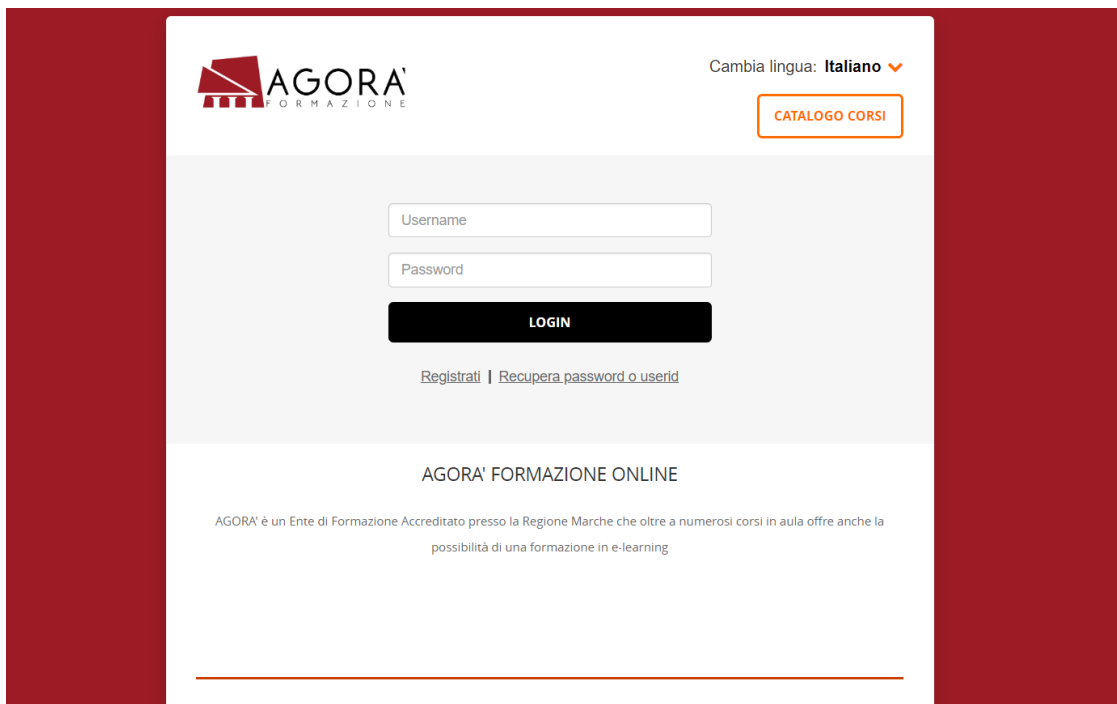 AGORA'
FORMAZIONE
Cambia lingua: Italiano
CATALOGO CORSI
Username
Password
LOGIN
Registrati | Recupera password o userid
AGORA' FORMAZIONE ONLINE
AGORA' è un Ente di Formazione Accreditato presso la Regione Marche che oltre a numerosi corsi in aula offre anche la
possibilità di una formazione in e-learning